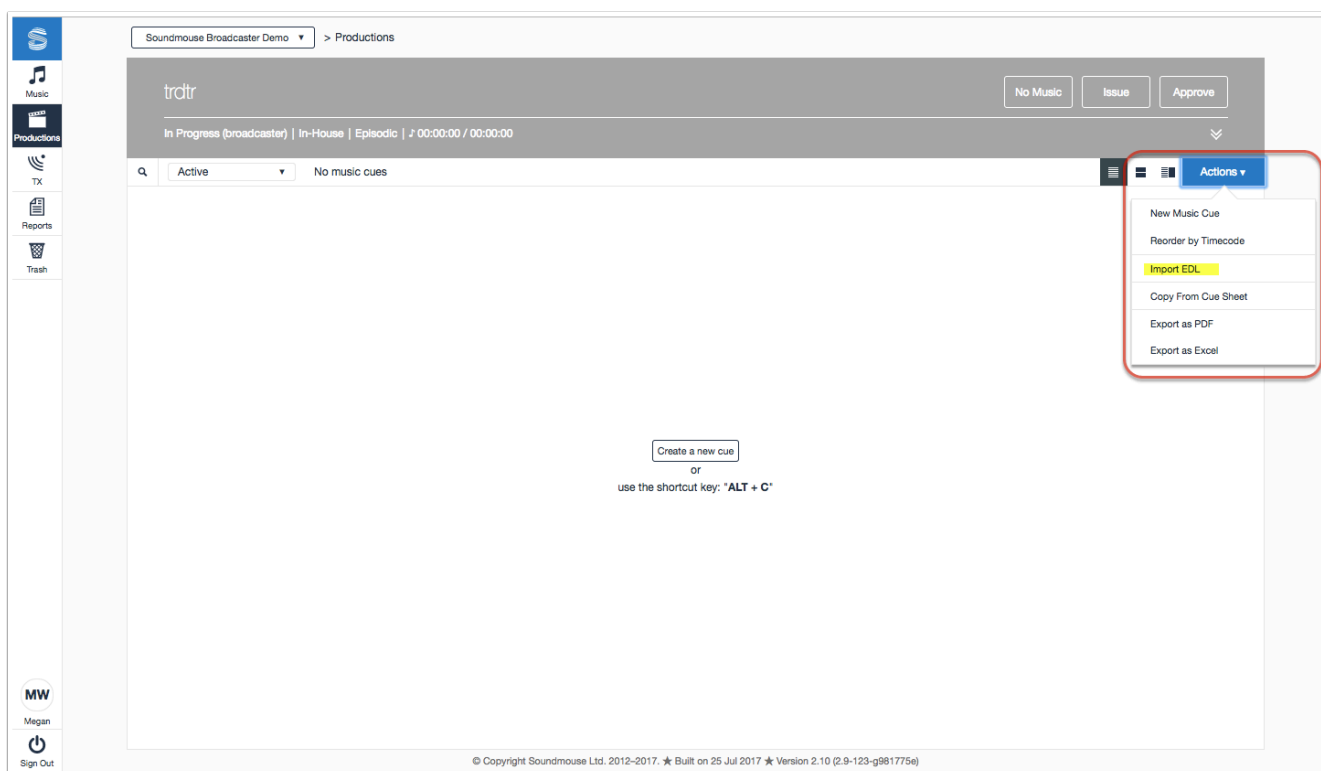 Soundmouse Broadcaster Demo ▼ > Productions
Music
Productions
TX
Reports
Trash
trdtr
No Music
Issue
Approve
In Progress (broadcaster) | In-House | Episodic | ♪ 00:00:00 / 00:00:00
Active ▼
No music cues
Actions ▾
New Music Cue
Reorder by Timecode
Import EDL
Copy From Cue Sheet
Export as PDF
Export as Excel
Create a new cue
or
use the shortcut key: "ALT + C"
MW
Megan
Sign Out
© Copyright Soundmouse Ltd. 2012–2017. ★ Built on 25 Jul 2017 ★ Version 2.10 (2.9-123-g981775e)